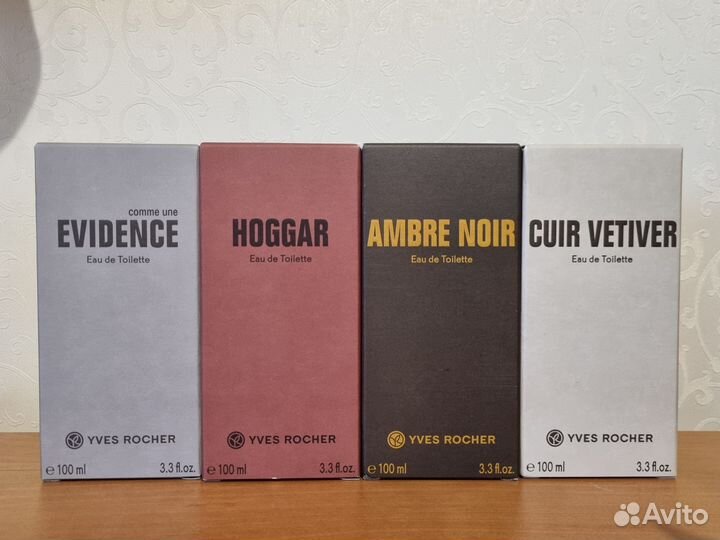 comme une
EVIDENCE
Eau de Toilette
YVES ROCHER
e 100 ml 3.3 fl.oz.
HOGGAR
Eau de Toilette
YVES ROCHER
e 100 ml 3.3 fl.oz.
AMBRE NOIR
Eau de Toilette
YVES ROCHER
e 100 ml 3.3 fl.oz.
CUIR VETIVER
Eau de Toilette
YVES ROCHER
e 100 ml 3.3 fl.oz.
Avito